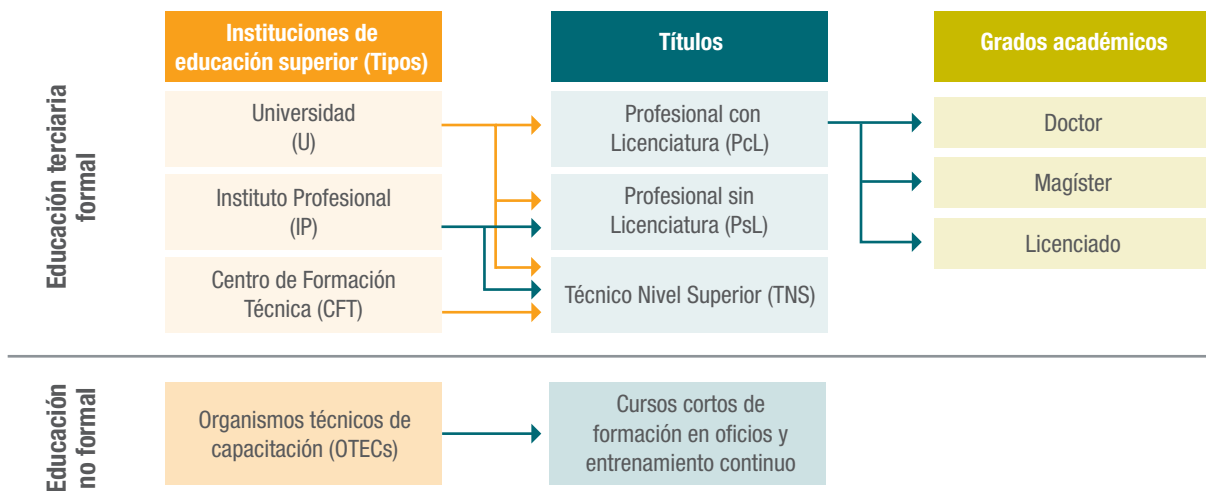 Instituciones de
educación superior (Tipos)
Títulos
Grados académicos
Educación terciaria
formal
Universidad
(U)
Profesional con
Licenciatura (PcL)
Doctor
Instituto Profesional
(IP)
Profesional sin
Licenciatura (PsL)
Magíster
Centro de Formación
Técnica (CFT)
Técnico Nivel Superior (TNS)
Licenciado
Educación
no formal
Organismos técnicos de
capacitación (OTECs)
Cursos cortos de
formación en oficios y
entrenamiento continuo